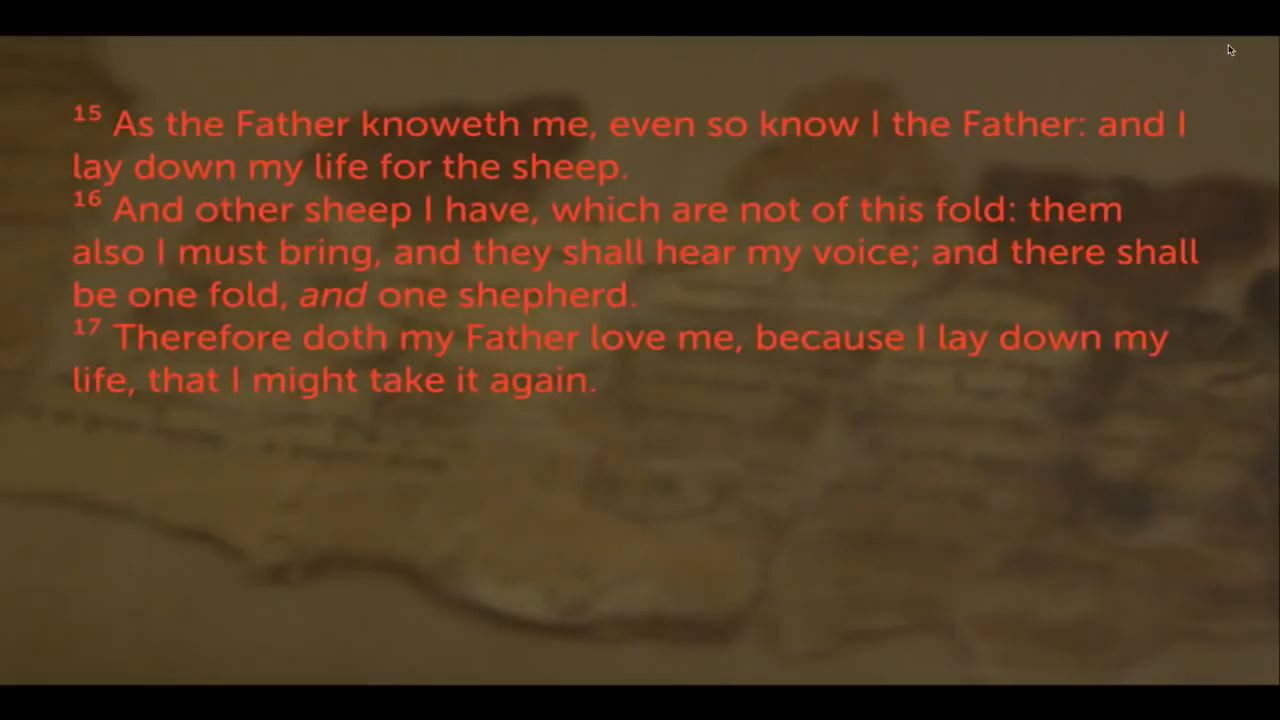 15 As the Father knoweth me, even so know I the Father: and I
lay down my life for the sheep.
16 And other sheep I have, which are not of this fold: them
also I must bring, and they shall hear my voice; and there shall
be one fold, and one shepherd.
17 Therefore doth my Father love me, because I lay down my
life, that I might take it again.